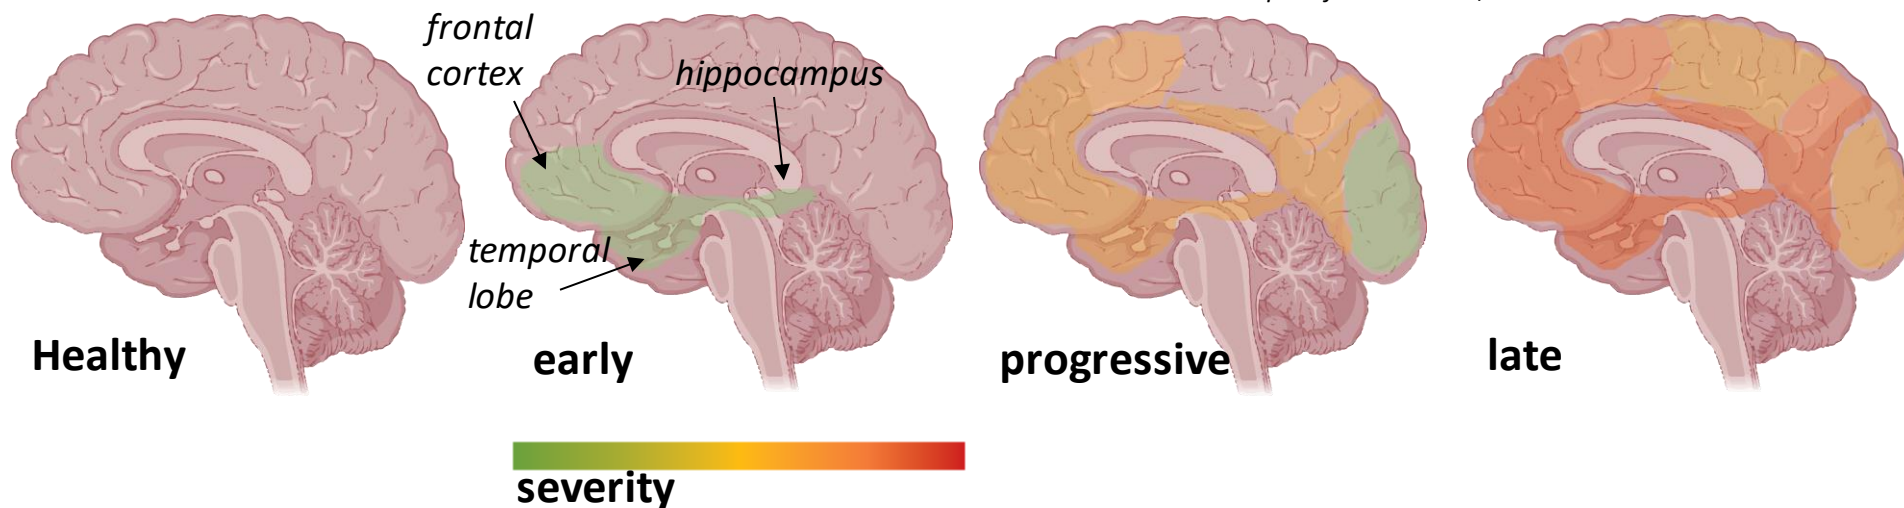 frontal
cortex
hippocampus
temporal
lobe
Healthy
early
progressive
late
severity